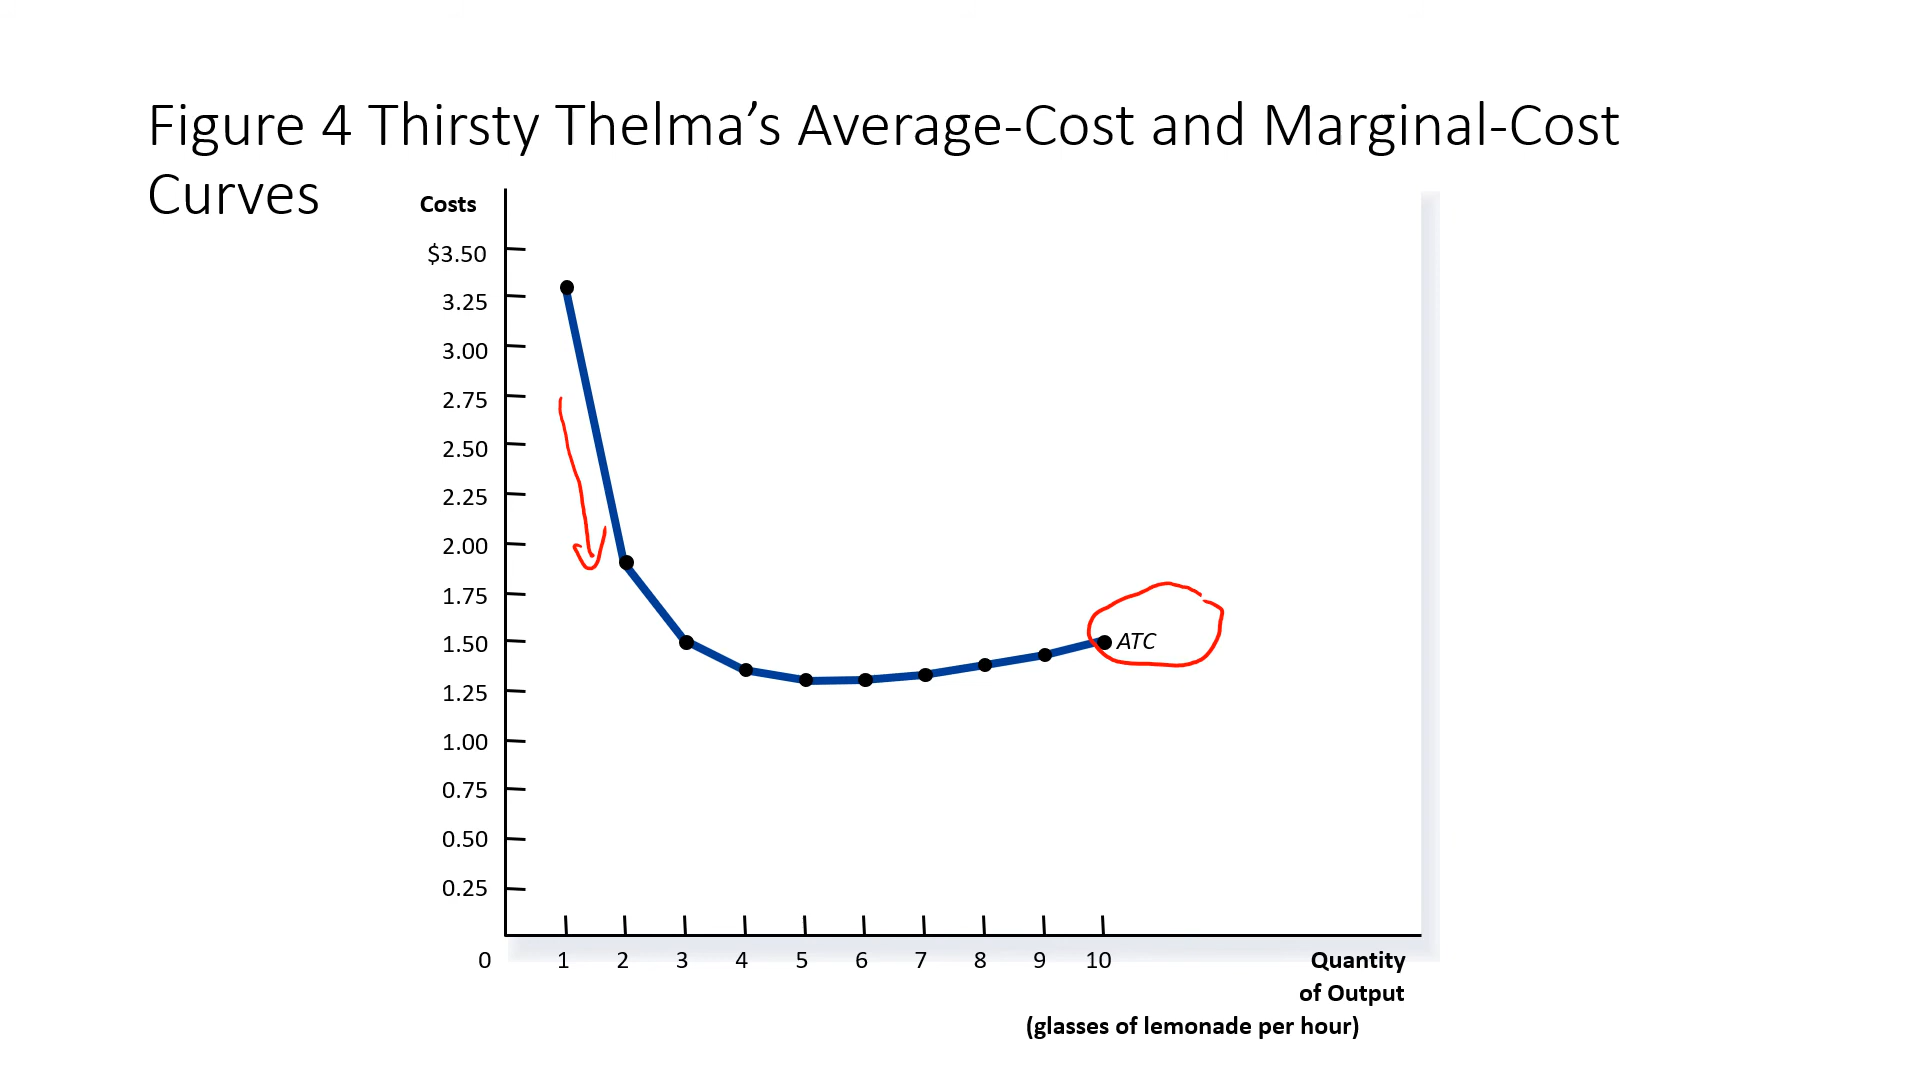 Figure 4 Thirsty Thelma’s Average-Cost and Marginal-Cost
Curves
Costs
$3.50
3.25
3.00
2.75
2.50
2.25
2.00
1.75
1.50
ATC
1.25
1.00
0.75
0.50
0.25
0 1 2 3 4 5 6 7 8 9 10
Quantity
of Output
(glasses of lemonade per hour)